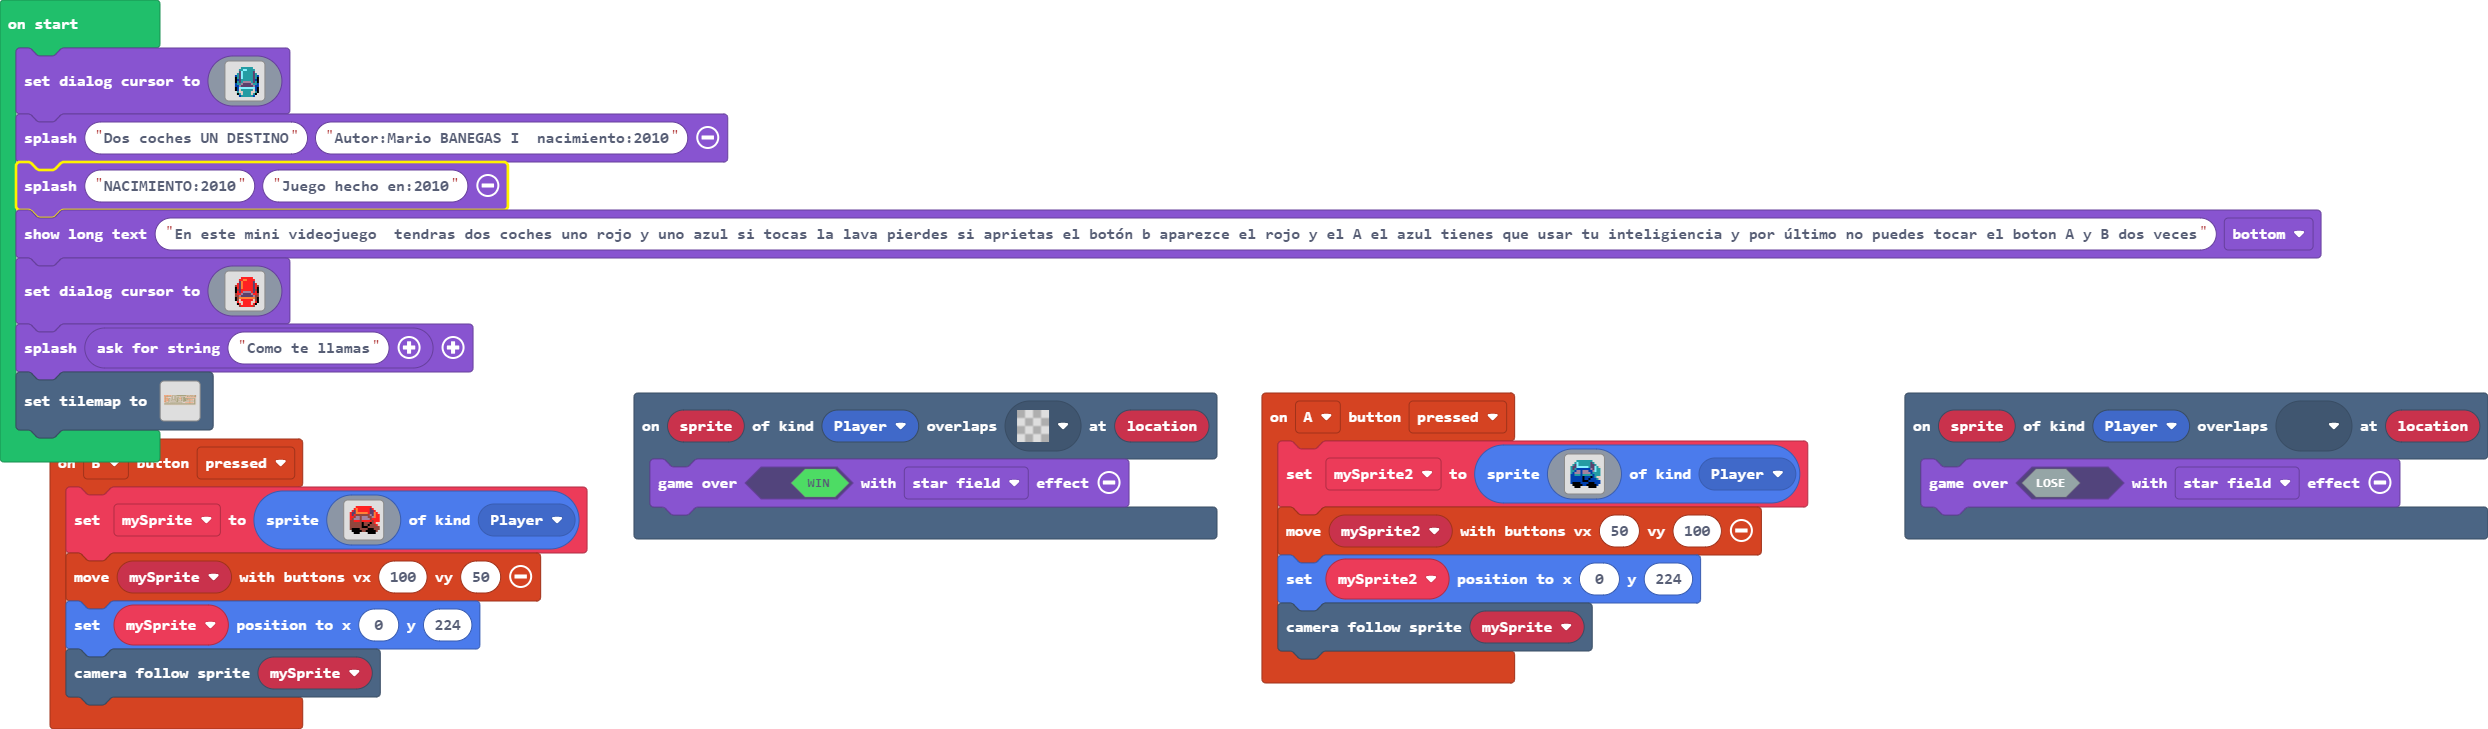 on start
set dialog cursor to
splash "Dos coches UN DESTINO" "Autor:Mario BANEGAS I  nacimiento:2010"
splash "NACIMIENTO:2010" "Juego hecho en:2010"
show long text "En este mini videojuego  tendras dos coches uno rojo y uno azul si tocas la lava pierdes si aprietas el botón b aparezce el rojo y el A el azul tienes que usar tu inteligiencia y por último no puedes tocar el boton A y B dos veces" bottom
set dialog cursor to
splash ask for string "Como te llamas"
set tilemap to
on B button pressed
set mySprite to sprite of kind Player
move mySprite with buttons vx 100 vy 50
set mySprite position to x 0 y 224
camera follow sprite mySprite
on sprite of kind Player overlaps at location
game over WIN with star field effect
on A button pressed
set mySprite2 to sprite of kind Player
move mySprite2 with buttons vx 50 vy 100
set mySprite2 position to x 0 y 224
camera follow sprite mySprite
on sprite of kind Player overlaps at location
game over LOSE with star field effect